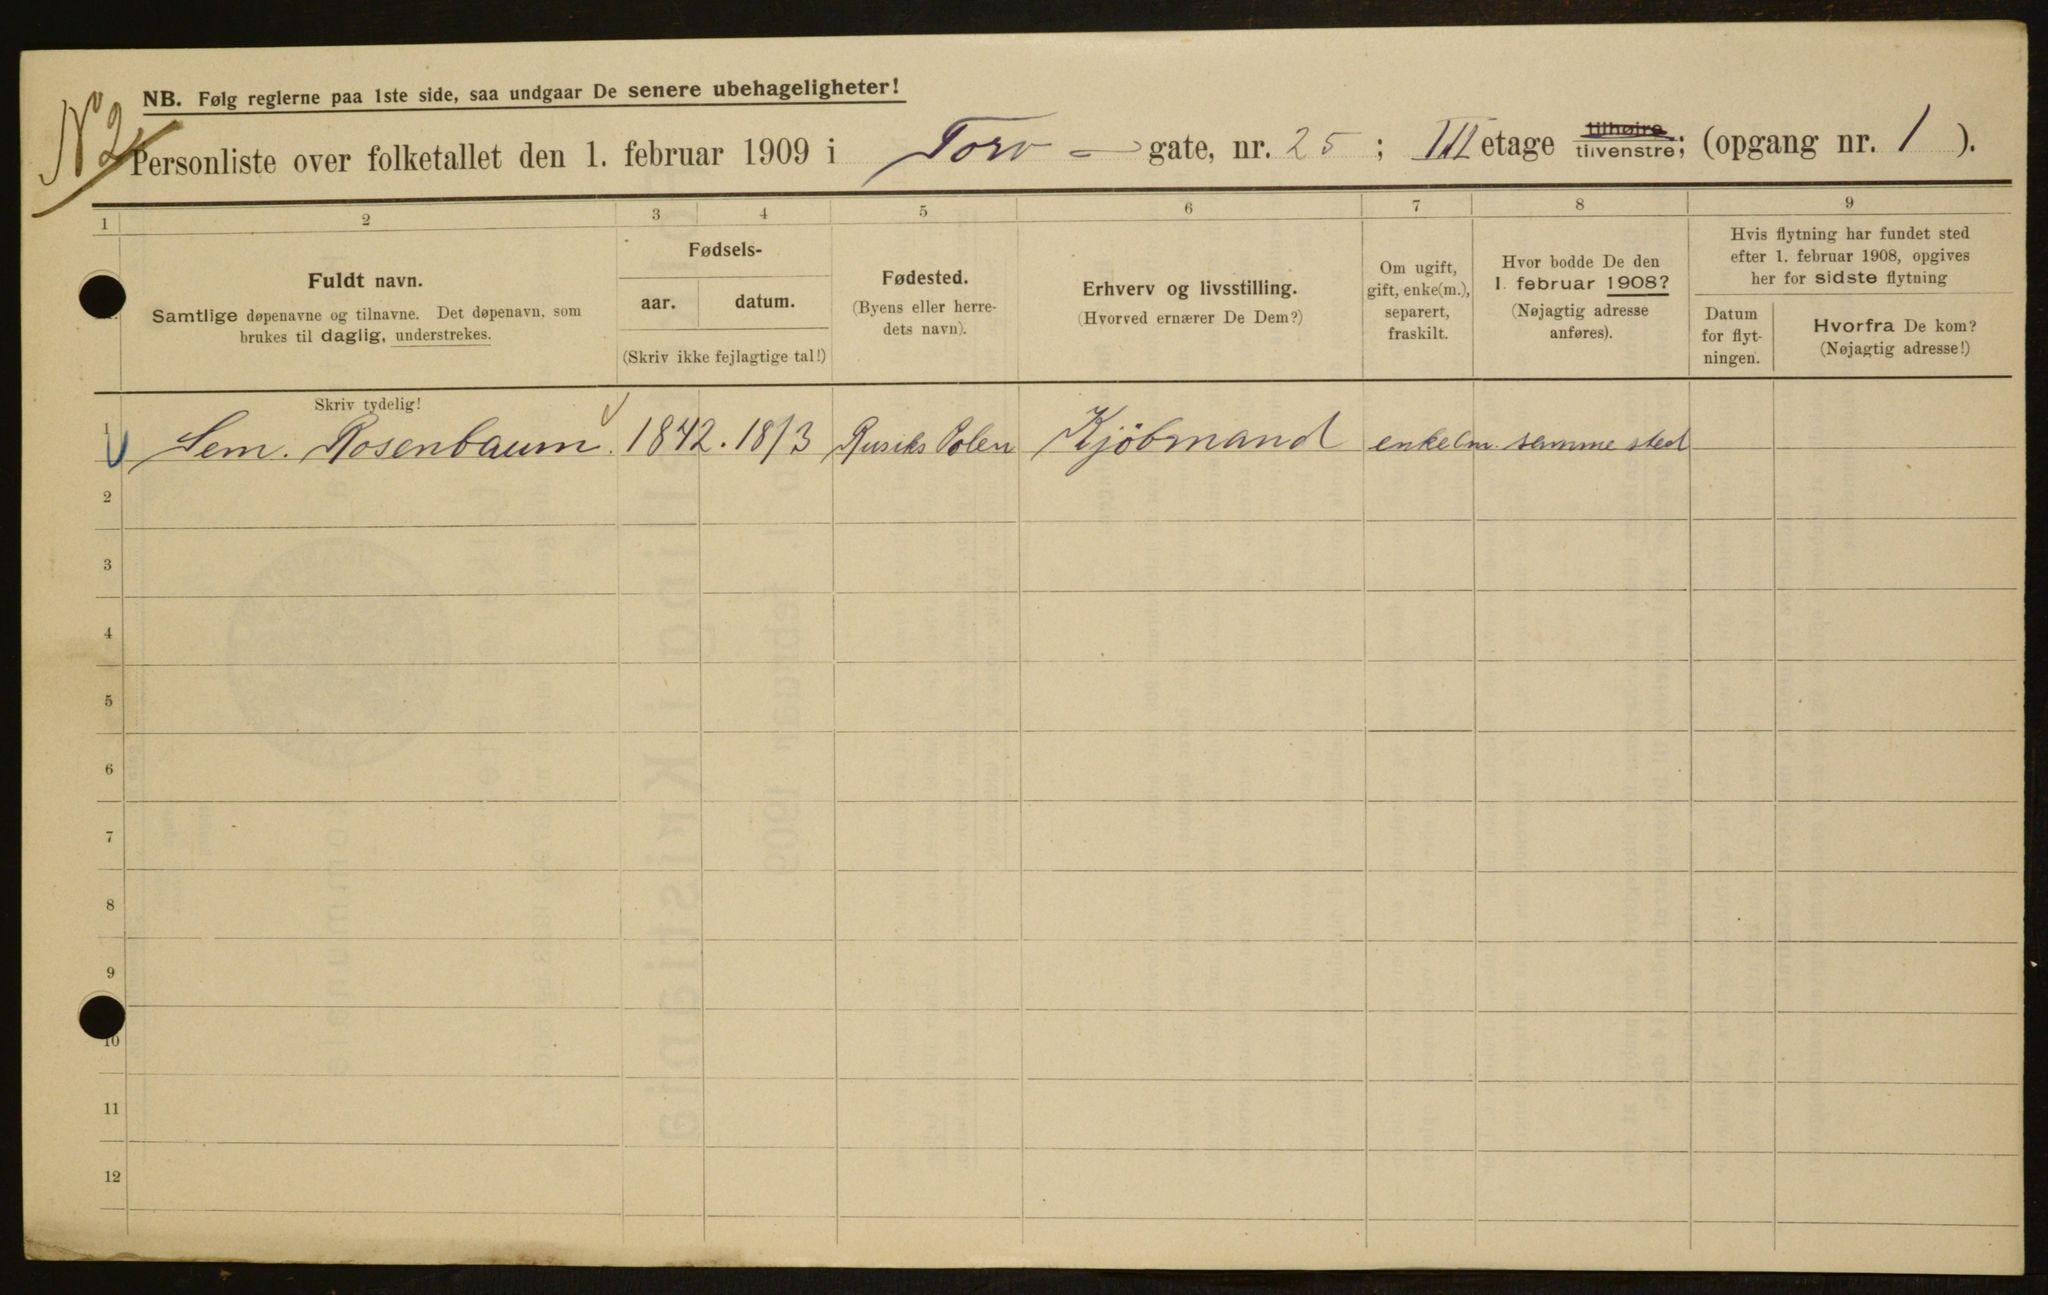 NB. Følg reglerne paa 1ste side, saa undgaar De senere ubehageligheter!
No 2
Personliste over folketallet den 1. februar 1909 i Torv - gate, nr. 25; III etage tilhøire tilvenstre; (opgang nr. 1).
1 2 3 4 5 6 7 8 9
Fuldt navn.
Samtlige døpenavne og tilnavne. Det døpenavn, som
brukes til daglig, understrekes.
Fødsels-
aar. datum.
(Skriv ikke fejlagtige tal!)
Fødested.
(Byens eller herre-
dets navn).
Erhverv og livsstilling.
(Hvorved ernærer De Dem?)
Om ugift,
gift, enke(m.),
separert,
fraskilt.
Hvor bodde De den
1. februar 1908?
(Nøjagtig adresse
anføres).
Hvis flytning har fundet sted
efter 1. februar 1908, opgives
her for sidste flytning
Datum
for flyt-
ningen.
Hvorfra De kom?
(Nøjagtig adresse!)
Skriv tydelig!
1 Sem. Rosenbaum. 1842. 18/3 Rusiks Polen Kjöbmand enkelm. samme sted
2
3
4
5
6
7
8
9
10
11
12